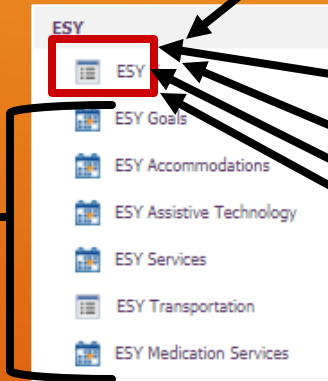 ESY
ESY
ESY Goals
ESY Accommodations
ESY Assistive Technology
ESY Services
ESY Transportation
ESY Medication Services